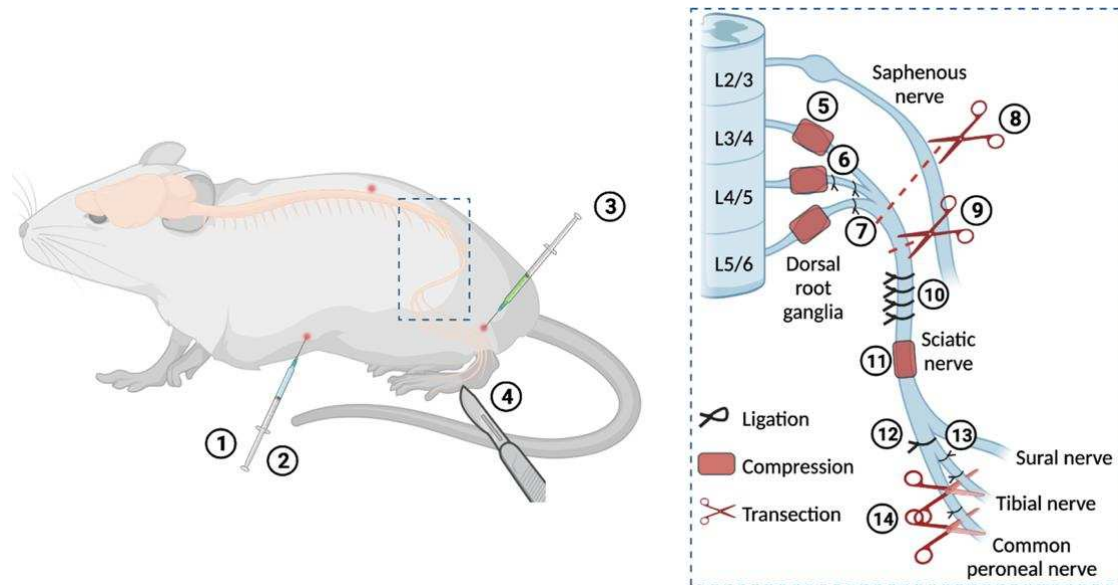 L2/3
L3/4
L4/5
L5/6
Saphenous
nerve
5
8
6
9
7
Dorsal
root
ganglia
10
Sciatic
nerve
11
Ligation
Compression
Transection
12
13
Sural nerve
Tibial nerve
14
Common
peroneal nerve
3
4
1
2